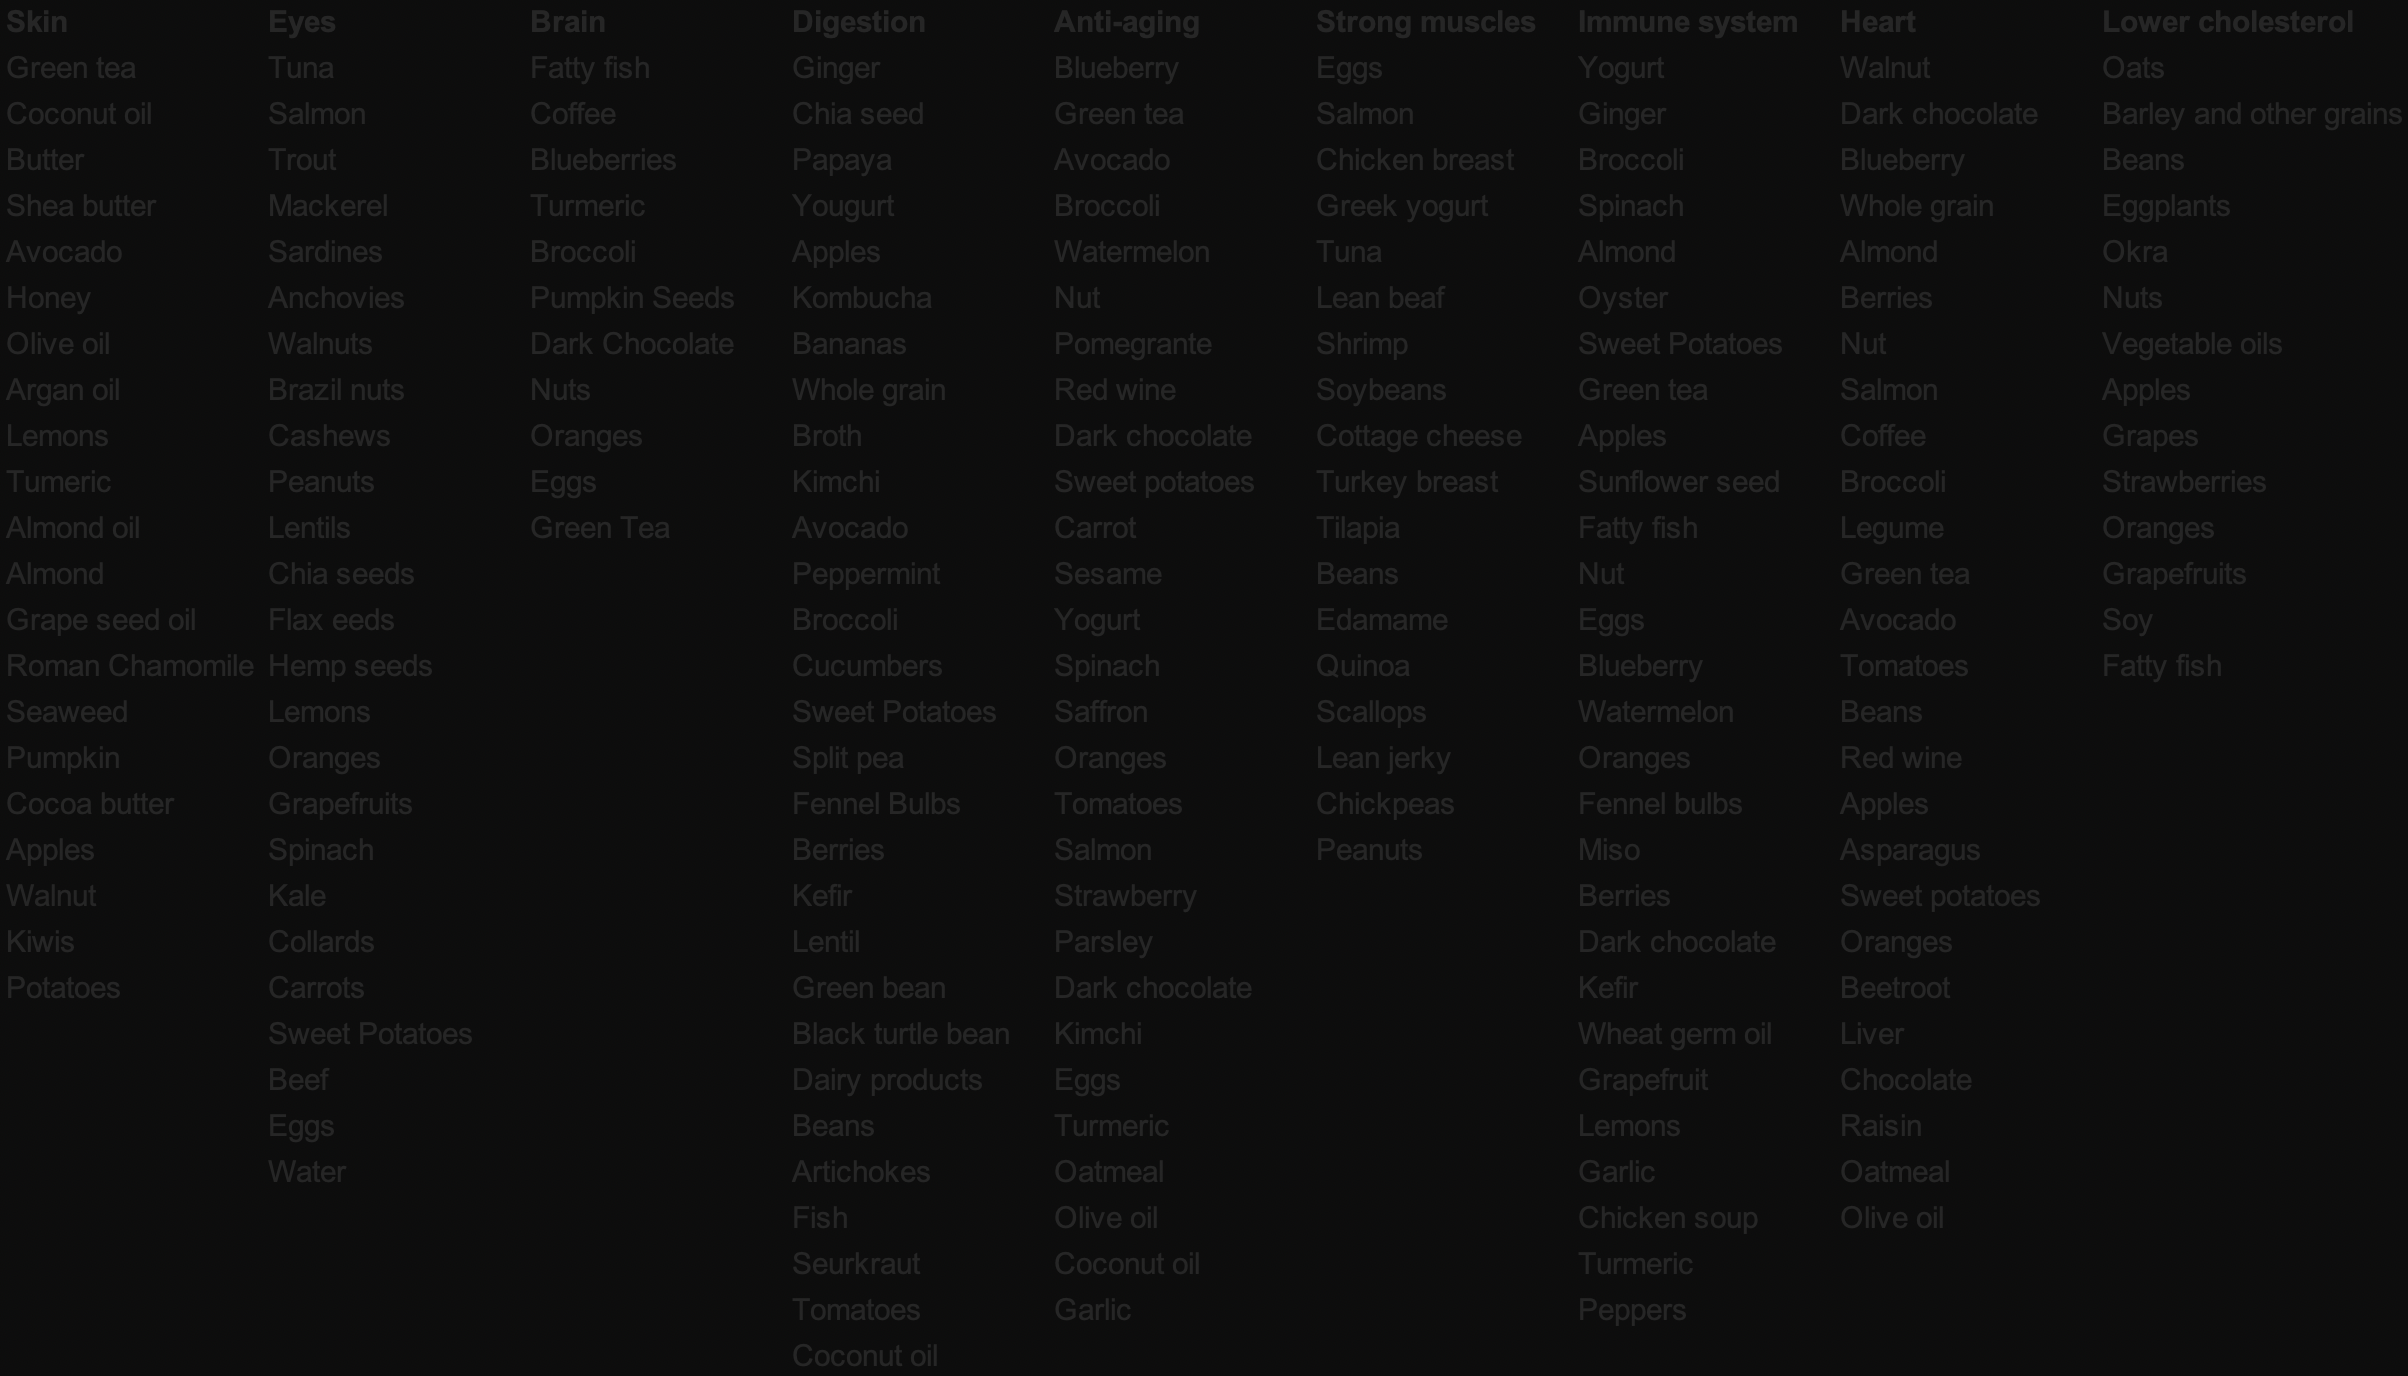 Skin Eyes Brain Digestion Anti-aging Strong muscles Immune system Heart Lower cholesterol
Green tea Tuna Fatty fish Ginger Blueberry Eggs Yogurt Walnut Oats
Coconut oil Salmon Coffee Chia seed Green tea Salmon Ginger Dark chocolate Barley and other grains
Butter Trout Blueberries Papaya Avocado Chicken breast Broccoli Blueberry Beans
Shea butter Mackerel Turmeric Yougurt Broccoli Greek yogurt Spinach Whole grain Eggplants
Avocado Sardines Broccoli Apples Watermelon Tuna Almond Almond Okra
Honey Anchovies Pumpkin Seeds Kombucha Nut Lean beaf Oyster Berries Nuts
Olive oil Walnuts Dark Chocolate Bananas Pomegrante Shrimp Sweet Potatoes Nut Vegetable oils
Argan oil Brazil nuts Nuts Whole grain Red wine Soybeans Green tea Salmon Apples
Lemons Cashews Oranges Broth Dark chocolate Cottage cheese Apples Coffee Grapes
Tumeric Peanuts Eggs Kimchi Sweet potatoes Turkey breast Sunflower seed Broccoli Strawberries
Almond oil Lentils Green Tea Avocado Carrot Tilapia Fatty fish Legume Oranges
Almond Chia seeds Peppermint Sesame Beans Nut Green tea Grapefruits
Grape seed oil Flax eeds Broccoli Yogurt Edamame Eggs Avocado Soy
Roman Chamomile Hemp seeds Cucumbers Spinach Quinoa Blueberry Tomatoes Fatty fish
Seaweed Lemons Sweet Potatoes Saffron Scallops Watermelon Beans
Pumpkin Oranges Split pea Oranges Lean jerky Oranges Red wine
Cocoa butter Grapefruits Fennel Bulbs Tomatoes Chickpeas Fennel bulbs Apples
Apples Spinach Berries Salmon Peanuts Miso Asparagus
Walnut Kale Kefir Strawberry Berries Sweet potatoes
Kiwis Collards Lentil Parsley Dark chocolate Oranges
Potatoes Carrots Green bean Dark chocolate Kefir Beetroot
Sweet Potatoes Black turtle bean Kimchi Wheat germ oil Liver
Beef Dairy products Eggs Grapefruit Chocolate
Eggs Beans Turmeric Lemons Raisin
Water Artichokes Oatmeal Garlic Oatmeal
Fish Olive oil Chicken soup Olive oil
Seurkraut Coconut oil Turmeric
Tomatoes Garlic Peppers
Coconut oil